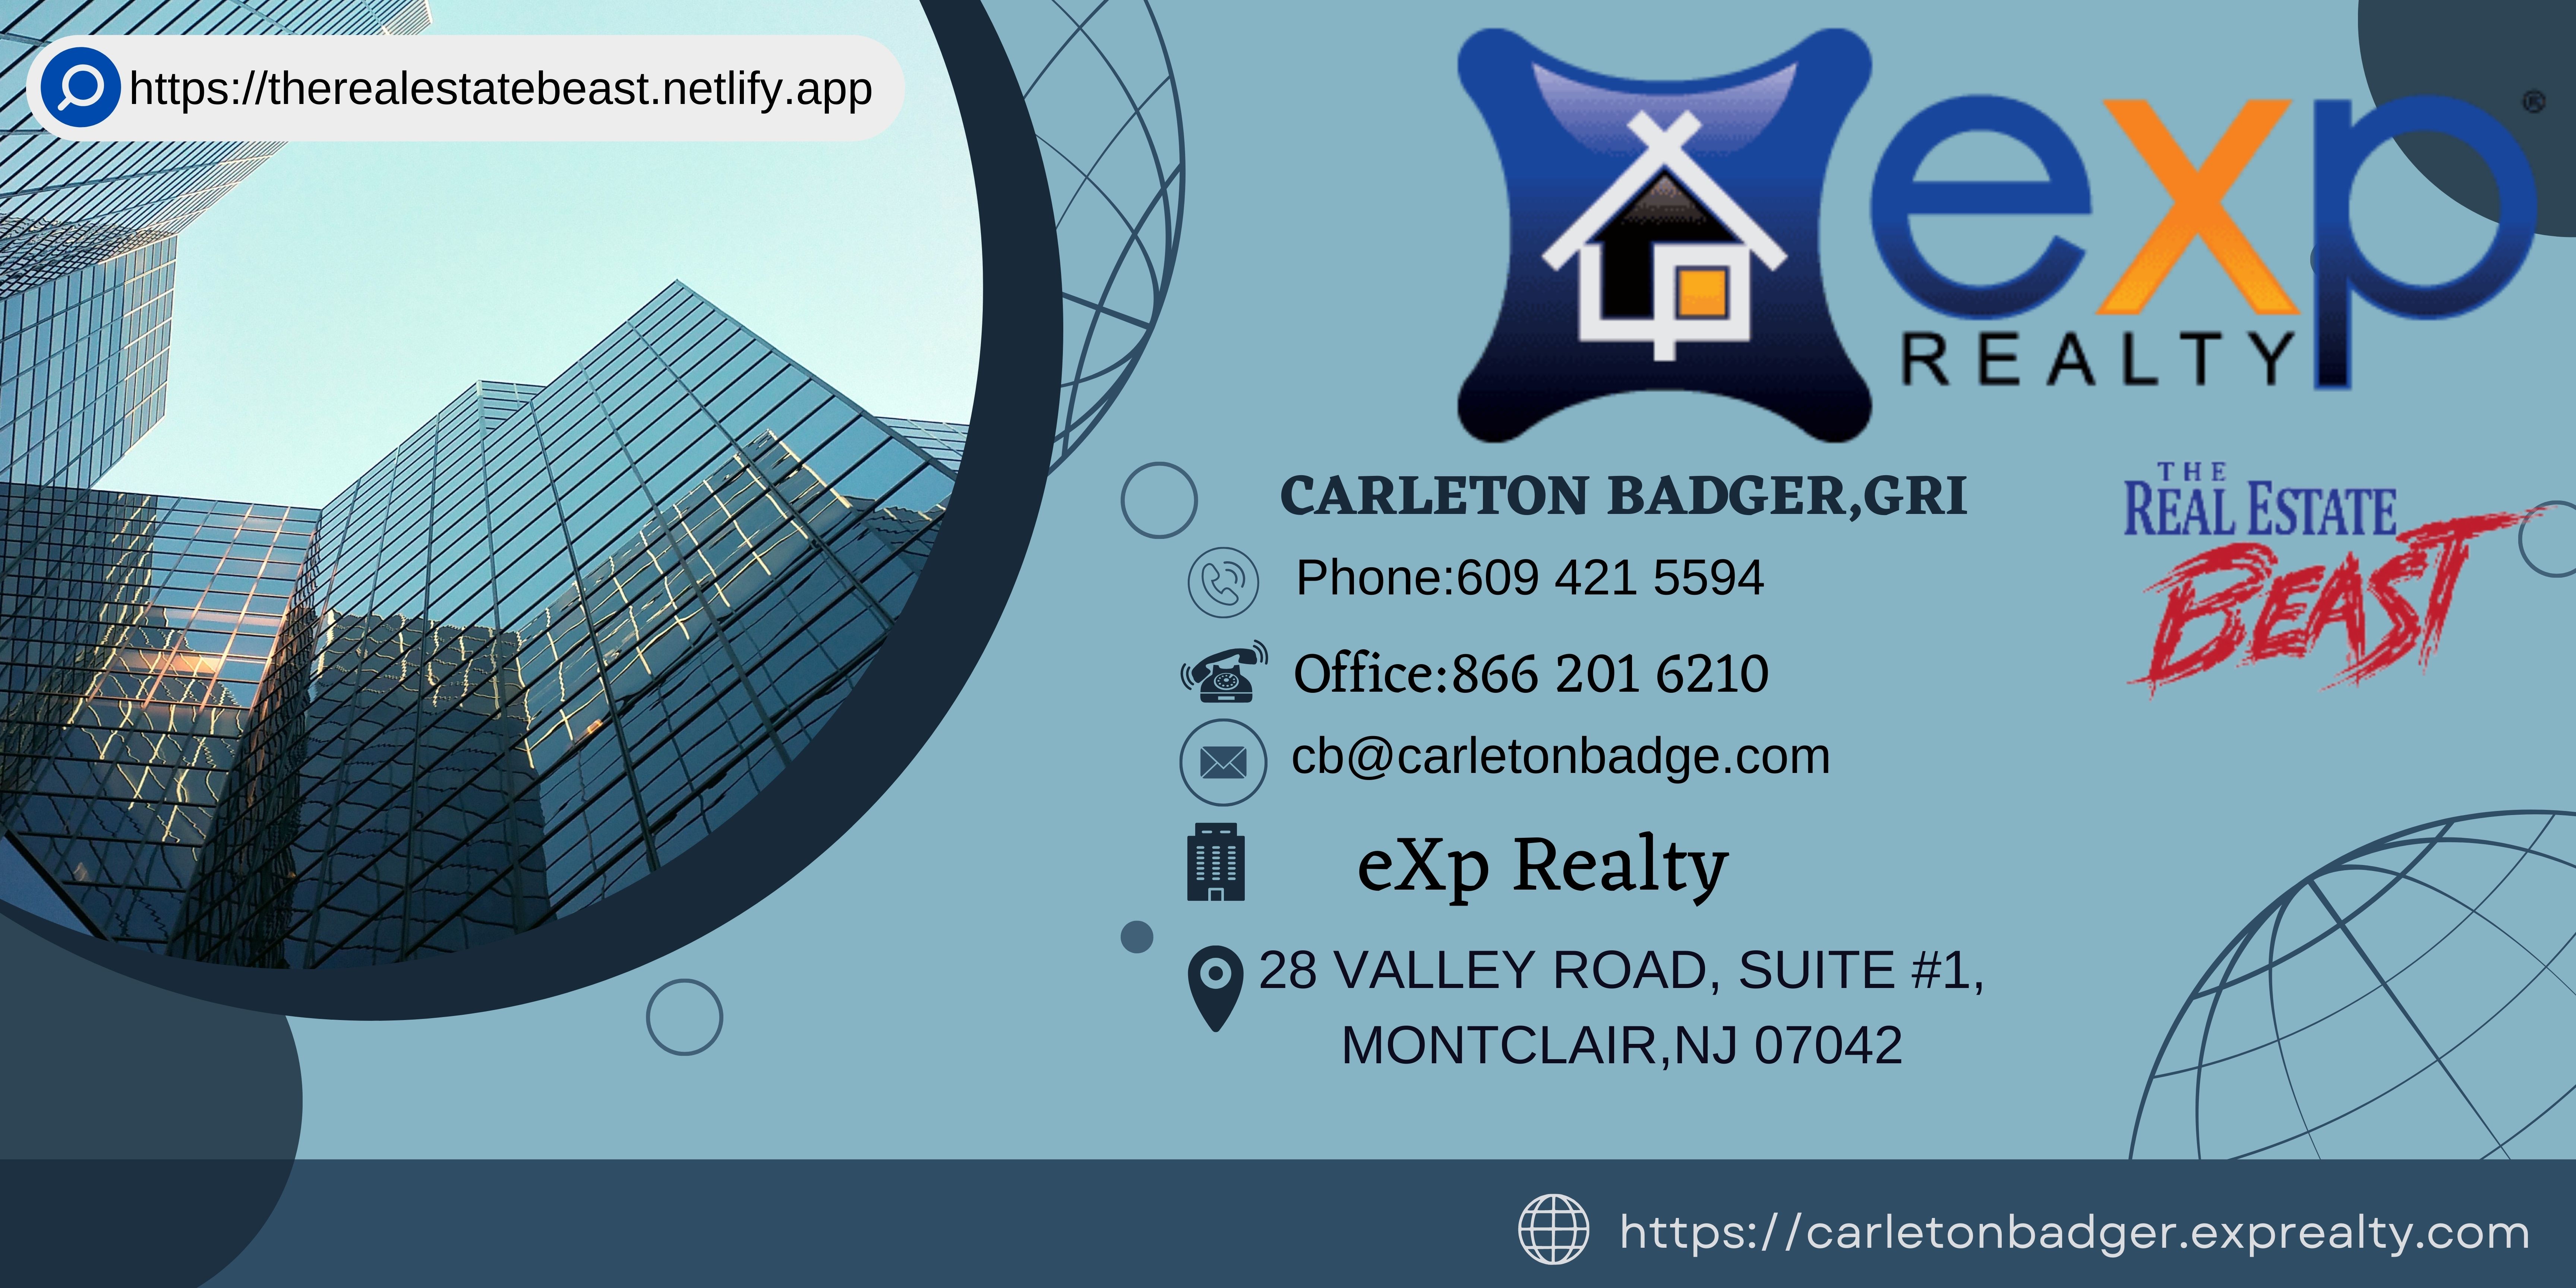 https://therealestatebeast.netlify.app
exp
®
REALTY
CARLETON BADGER,GRI
THE
REAL ESTATE
BEAST
Phone:609 421 5594
Office:866 201 6210
cb@carletonbadge.com
eXp Realty
28 VALLEY ROAD, SUITE #1,
MONTCLAIR,NJ 07042
https://carletonbadger.exprealty.com